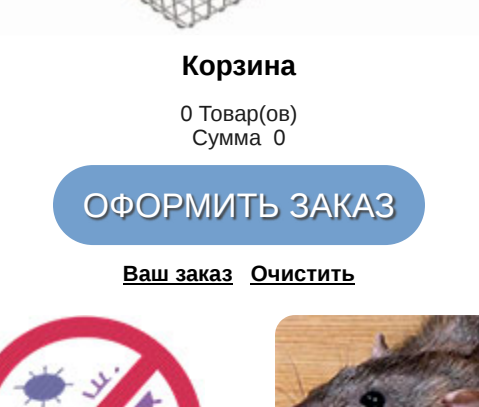 Корзина
0 Товар(ов)
Сумма 0
ОФОРМИТЬ ЗАКАЗ
Ваш заказ Очистить